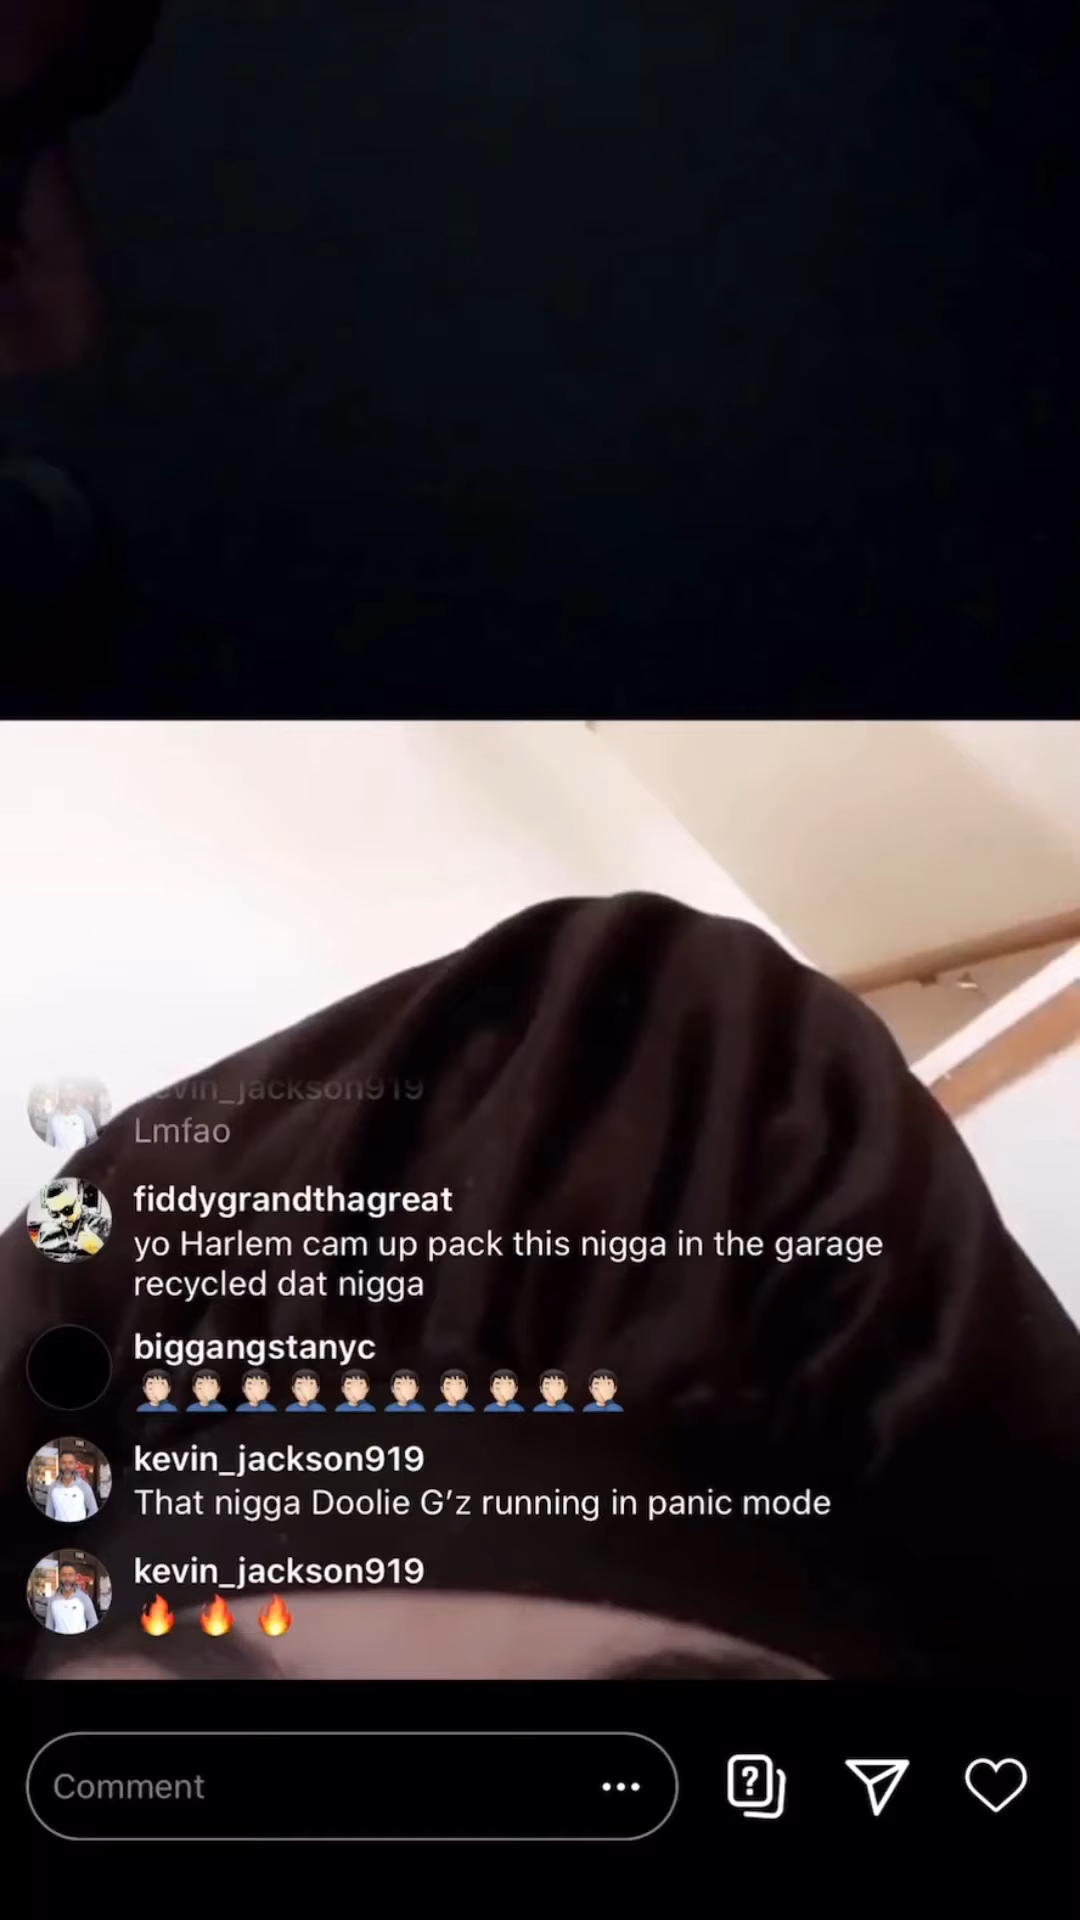 kevin_jackson919
Lmfao
fiddygrandthagreat
yo Harlem cam up pack this nigga in the garage
recycled dat nigga
biggangstanyc
🤦🏻‍♂️🤦🏻‍♂️🤦🏻‍♂️🤦🏻‍♂️🤦🏻‍♂️🤦🏻‍♂️🤦🏻‍♂️🤦🏻‍♂️🤦🏻‍♂️🤦🏻‍♂️
kevin_jackson919
That nigga Doolie G’z running in panic mode
kevin_jackson919
🔥 🔥 🔥
Comment